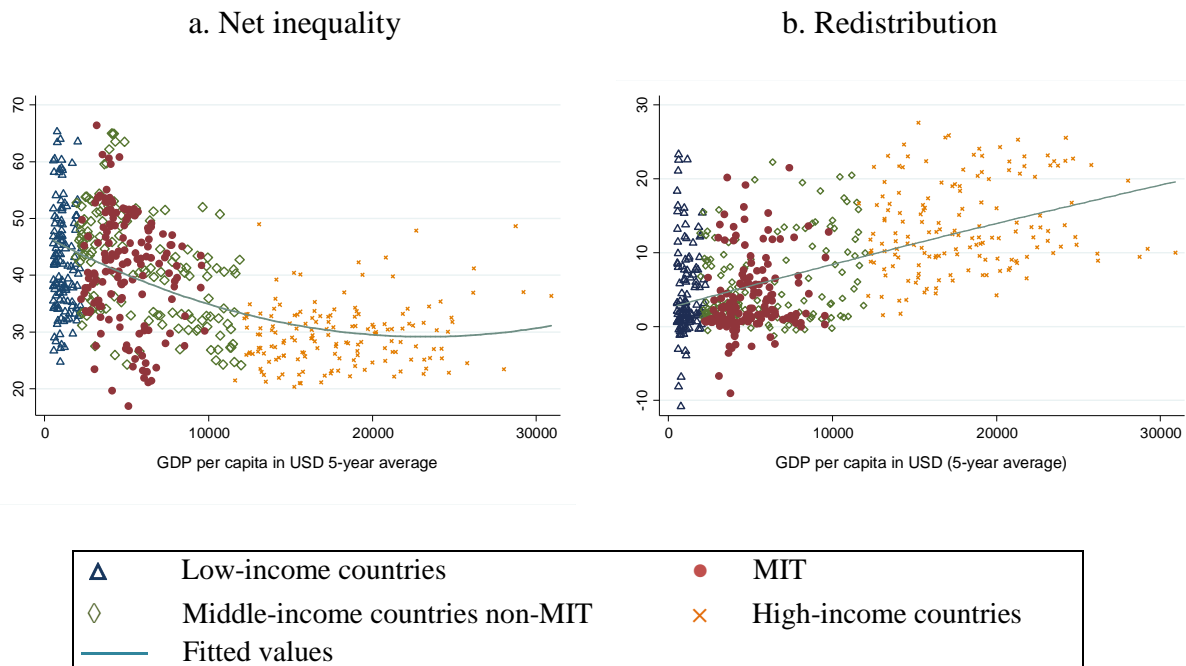 a. Net inequality
b. Redistribution
70
60
50
40
30
20
0
10000
20000
30000
GDP per capita in USD 5-year average
30
20
10
0
-10
0
10000
20000
30000
GDP per capita in USD (5-year average)
Low-income countries
MIT
Middle-income countries non-MIT
High-income countries
Fitted values